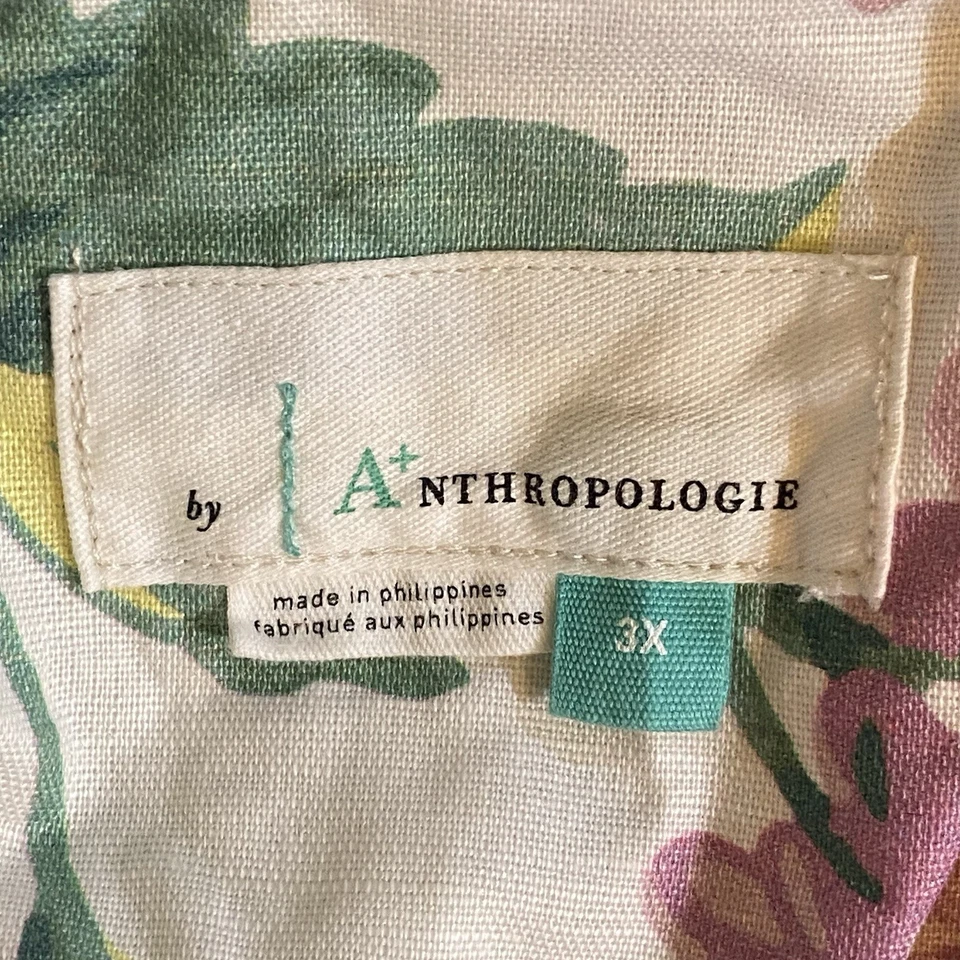 by A+NTHROPOLOGIE
made in philippines
fabriqué aux philippines
3X